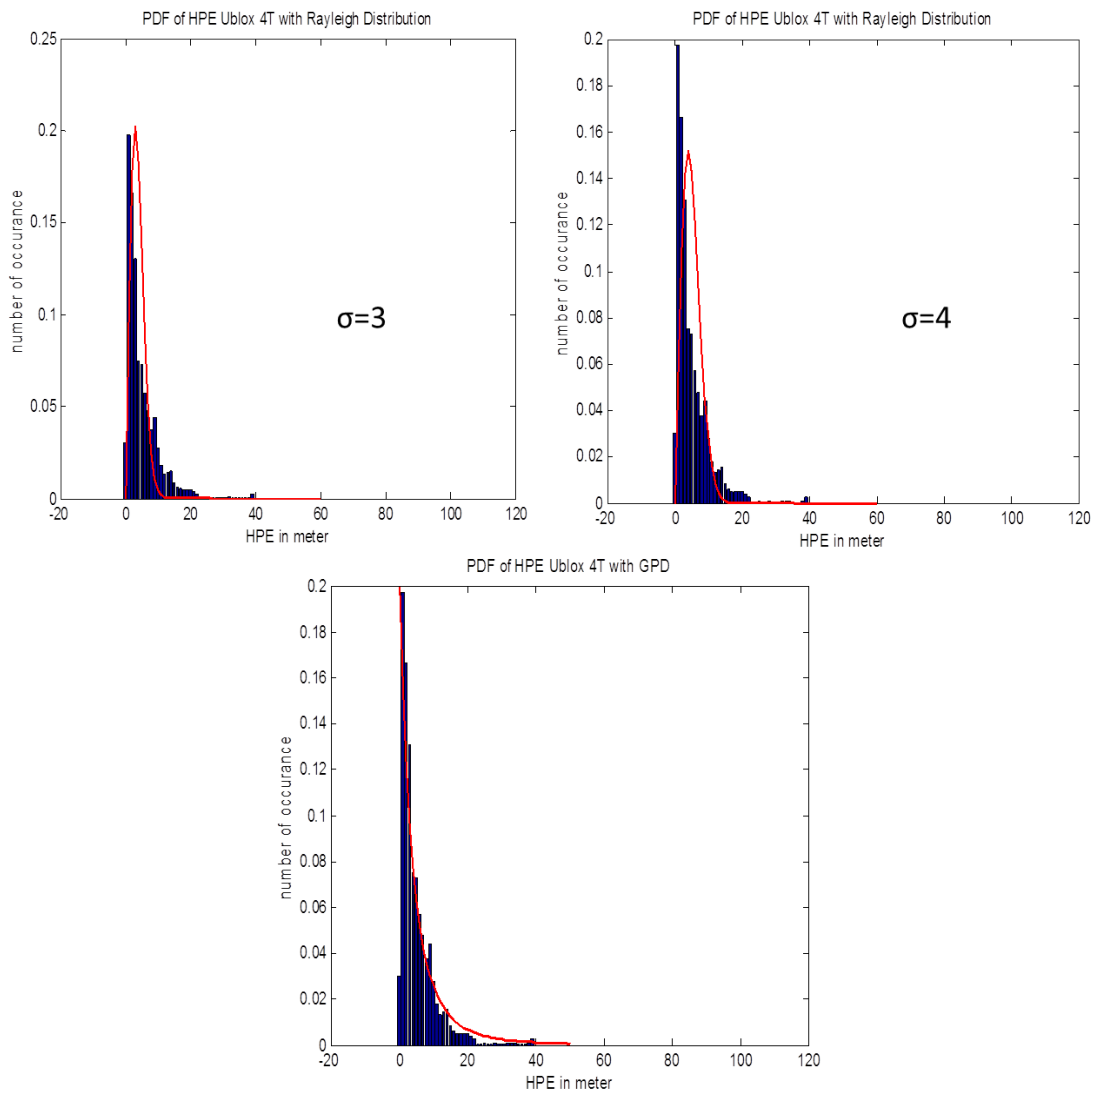 PDF of HPE Ublox 4T with Rayleigh Distribution
0.25
0.2
0.15
0.1
0.05
0
-20 0 20 40 60 80 100 120
number of occurance
HPE in meter
σ=3
PDF of HPE Ublox 4T with Rayleigh Distribution
0.2
0.18
0.16
0.14
0.12
0.1
0.08
0.06
0.04
0.02
0
-20 0 20 40 60 80 100 120
number of occurance
HPE in meter
σ=4
PDF of HPE Ublox 4T with GPD
0.2
0.18
0.16
0.14
0.12
0.1
0.08
0.06
0.04
0.02
0
-20 0 20 40 60 80 100 120
number of occurance
HPE in meter